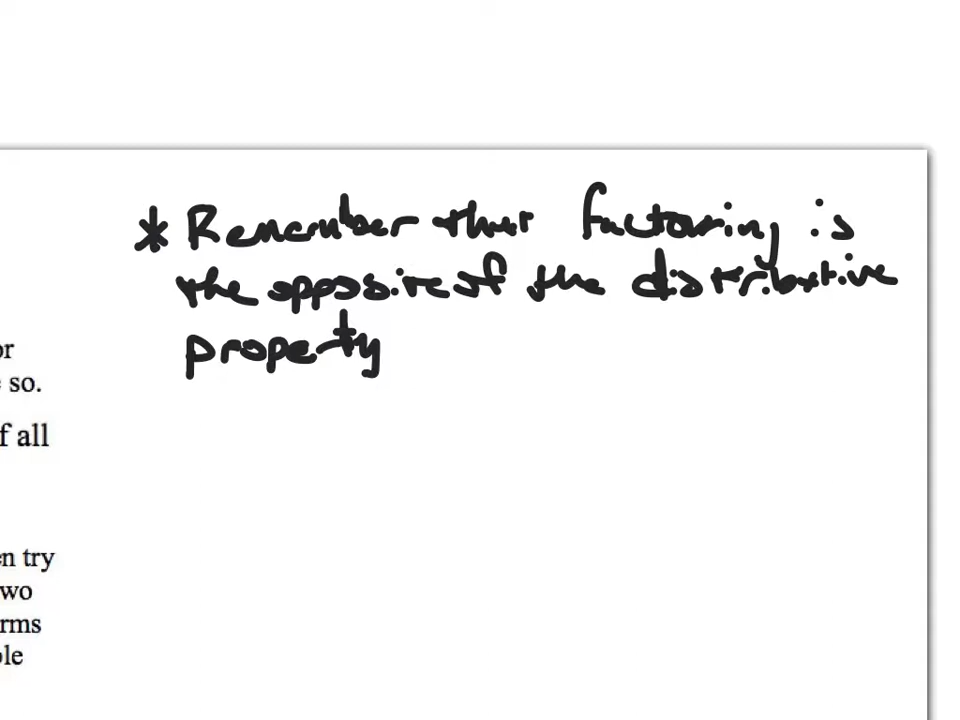 * Remember that factoring is
the opposite of the distributive
property
or
so.
f all
en try
wo
rms
ole